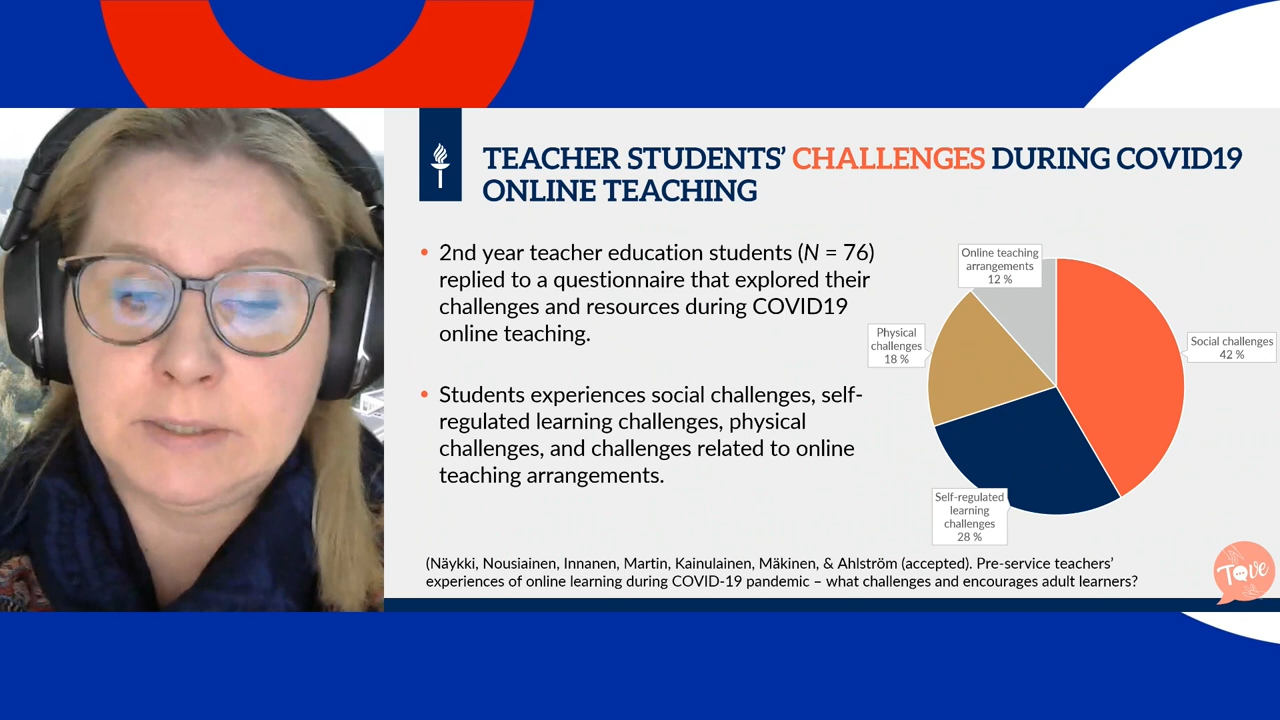 TEACHER STUDENTS’ CHALLENGES DURING COVID19
ONLINE TEACHING
• 2nd year teacher education students (N = 76)
replied to a questionnaire that explored their
challenges and resources during COVID19
online teaching.
• Students experiences social challenges, self-
regulated learning challenges, physical
challenges, and challenges related to online
teaching arrangements.
Online teaching
arrangements
12 %
Physical
challenges
18 %
Social challenges
42 %
Self-regulated
learning
challenges
28 %
(Näykki, Nousiainen, Innanen, Martin, Kainulainen, Mäkinen, & Ahlström (accepted). Pre-service teachers’
experiences of online learning during COVID-19 pandemic – what challenges and encourages adult learners?
Tove